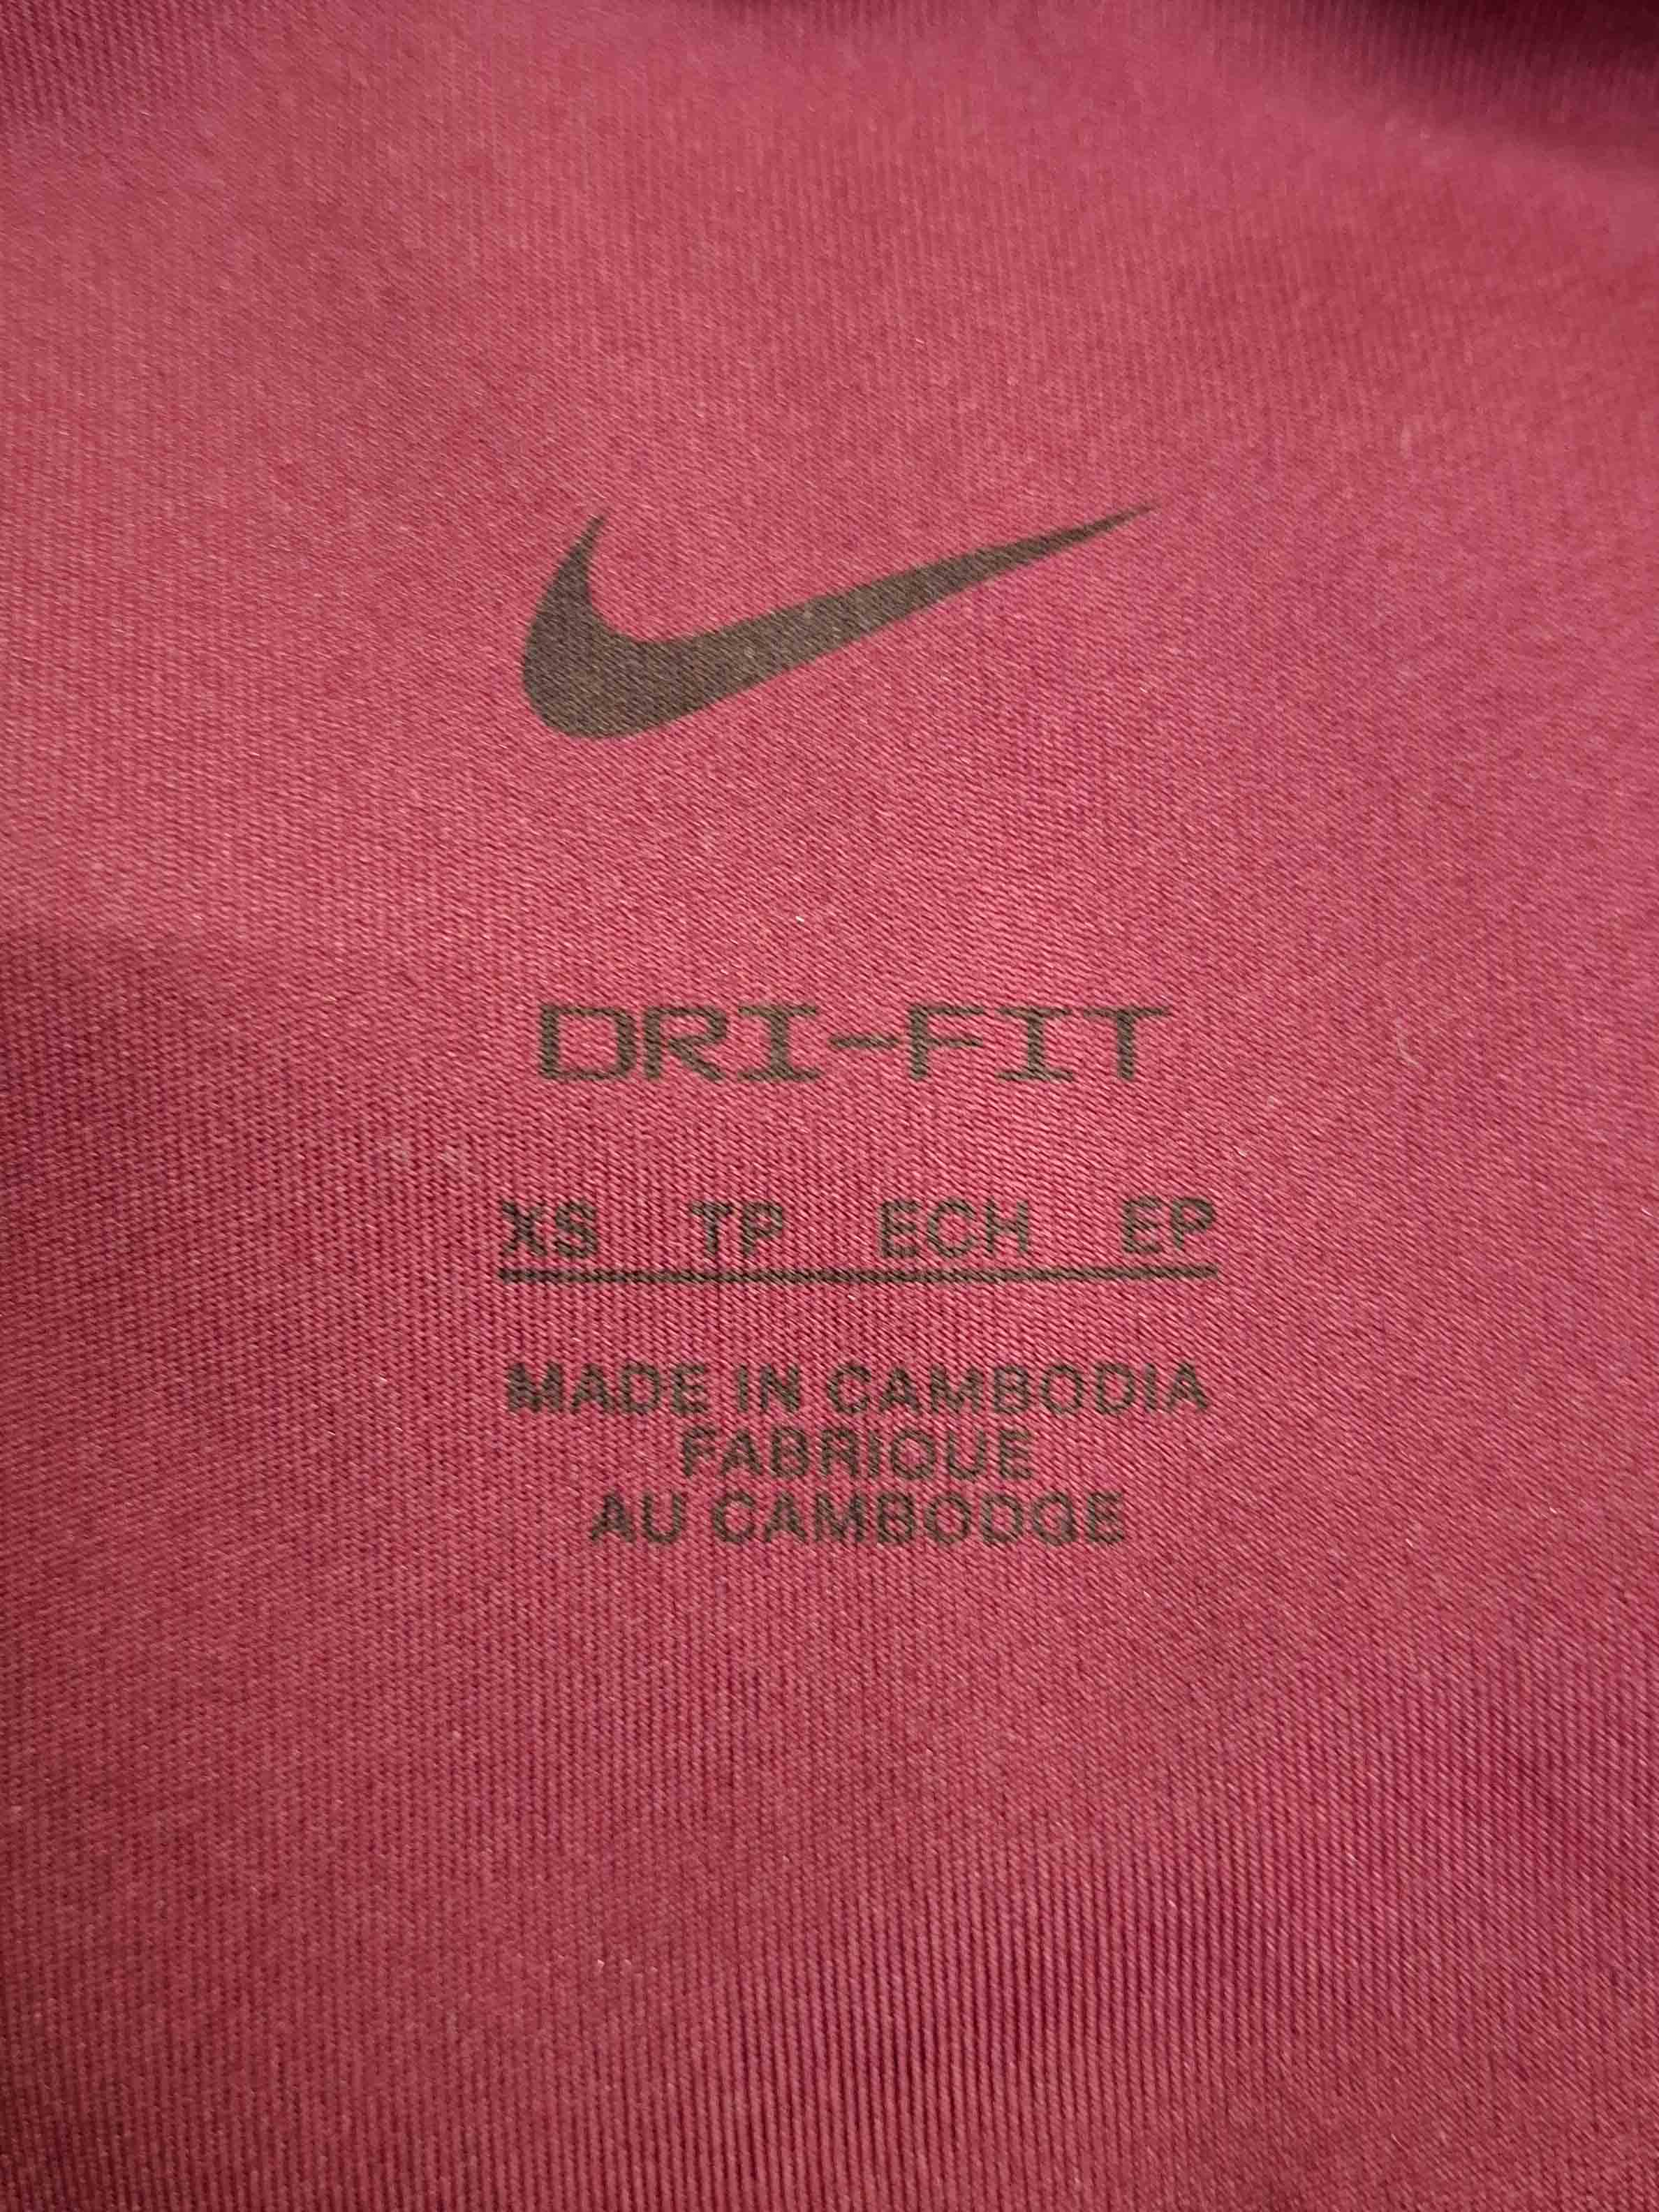 DRI-FIT
XS TP ECH EP
MADE IN CAMBODIA
FABRIQUE
AU CAMBODGE